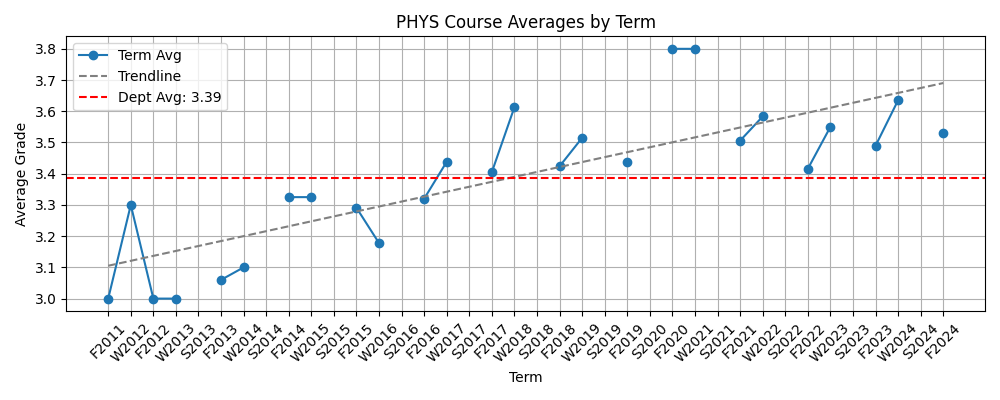 PHYS Course Averages by Term
Term Avg
Trendline
Dept Avg: 3.39
Average Grade
3.8
3.7
3.6
3.5
3.4
3.3
3.2
3.1
3.0
F2011
W2012
F2012
W2013
S2013
F2013
W2014
S2014
F2014
W2015
S2015
F2015
W2016
S2016
F2016
W2017
S2017
F2017
W2018
S2018
F2018
W2019
S2019
F2019
S2020
F2020
W2021
S2021
F2021
W2022
S2022
F2022
W2023
S2023
F2023
W2024
S2024
F2024
Term